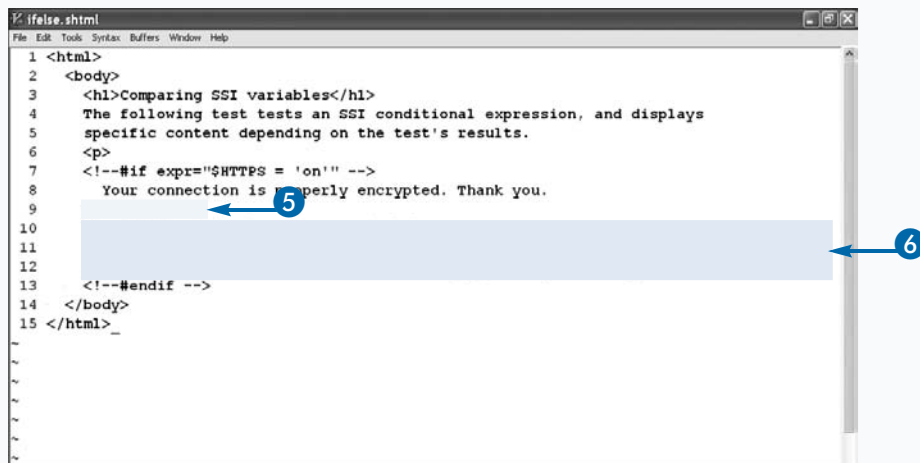 ifelse.shtml
File Edit Tools Syntax Buffers Window Help
1 <html>
2 <body>
3 <h1>Comparing SSI variables</h1>
4 The following test tests an SSI conditional expression, and displays
5 specific content depending on the test's results.
6 <p>
7 <!--#if expr="$HTTPS = 'on'" -->
8 Your connection is properly encrypted. Thank you.
9
5
10
11
6
12
13 <!--#endif -->
14 </body>
15 </html>_
~
~
~
~
~
~
~